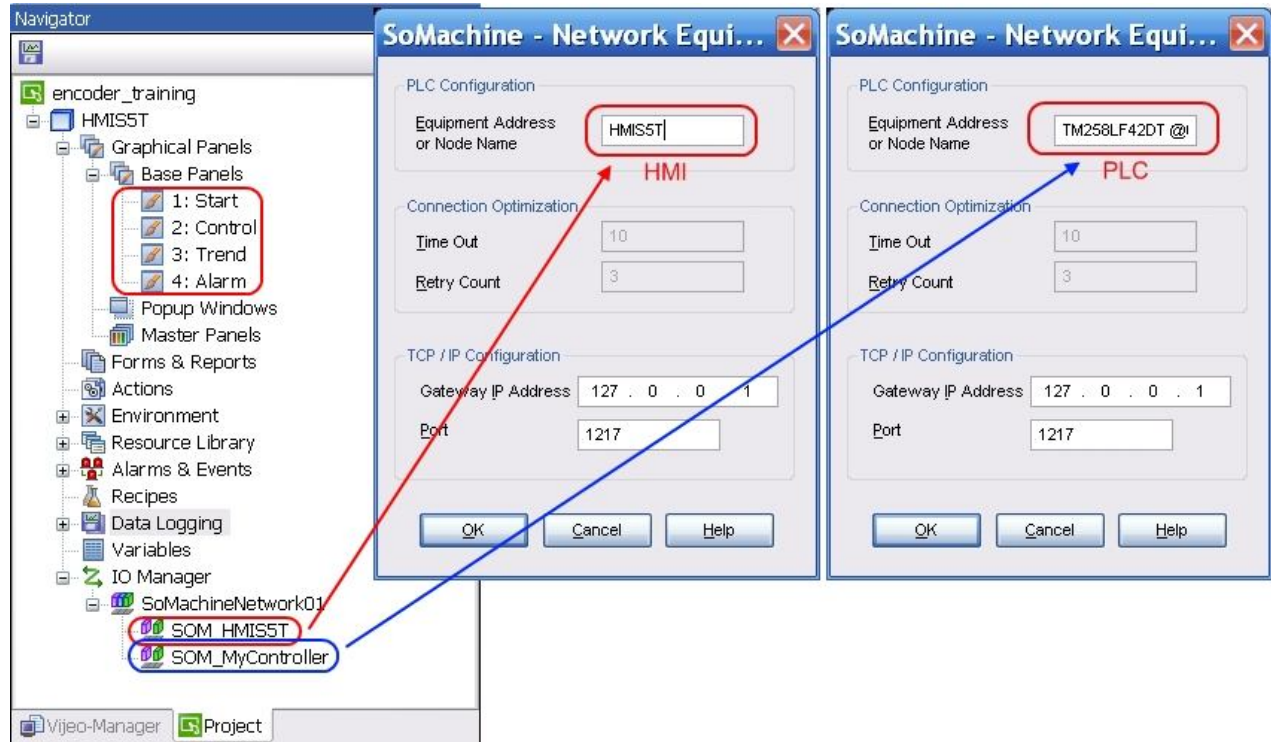 Navigator
encoder_training
HMIS5T
Graphical Panels
Base Panels
1: Start
2: Control
3: Trend
4: Alarm
Popup Windows
Master Panels
Forms & Reports
Actions
Environment
Resource Library
Alarms & Events
Recipes
Data Logging
Variables
IO Manager
SoMachineNetwork01
SOM_HMIS5T
SOM_MyController
Vijeo-Manager
Project
SoMachine - Network Equi...
PLC Configuration
Equipment Address
or Node Name
HMIS5T
HMI
Connection Optimization
Time Out
10
Retry Count
3
TCP / IP Configuration
Gateway IP Address
127 . 0 . 0 . 1
Port
1217
OK
Cancel
Help
SoMachine - Network Equi...
PLC Configuration
Equipment Address
or Node Name
TM258LF42DT @
PLC
Connection Optimization
Time Out
10
Retry Count
3
TCP / IP Configuration
Gateway IP Address
127 . 0 . 0 . 1
Port
1217
OK
Cancel
Help